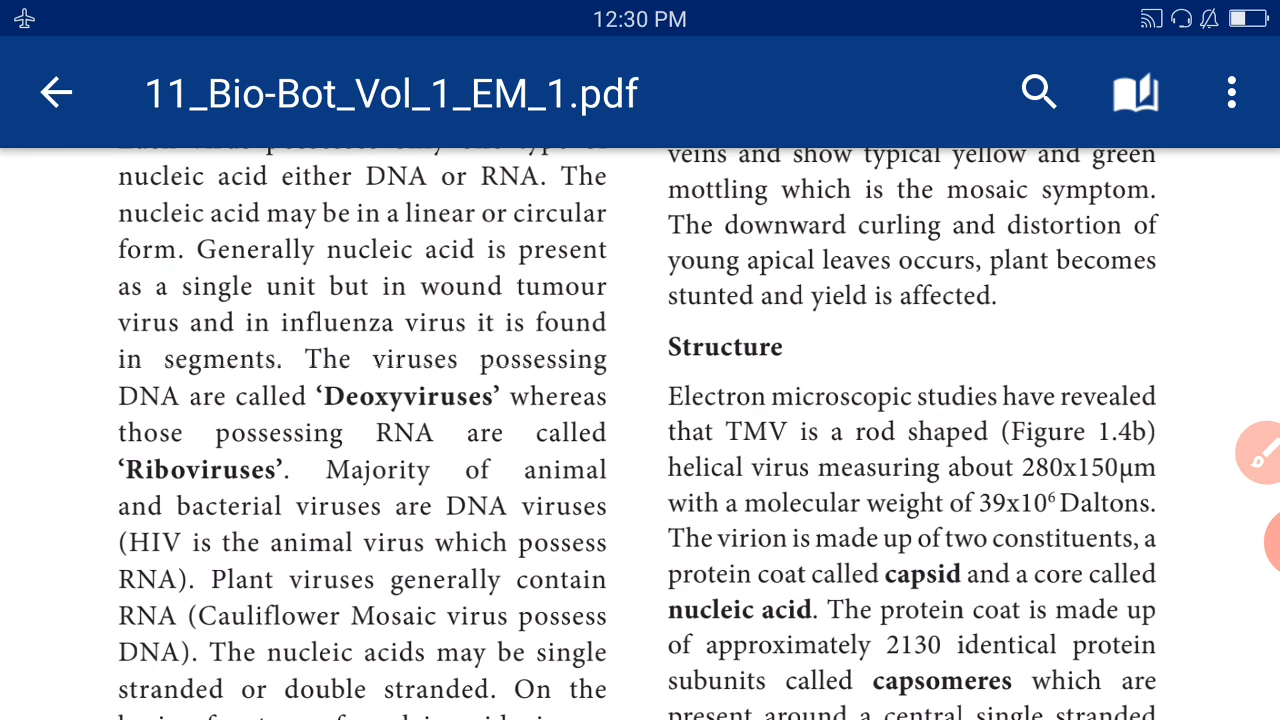 12:30 PM
11_Bio-Bot_Vol_1_EM_1.pdf
nucleic acid either DNA or RNA. The
nucleic acid may be in a linear or circular
form. Generally nucleic acid is present
as a single unit but in wound tumour
virus and in influenza virus it is found
in segments. The viruses possessing
DNA are called ‘Deoxyviruses’ whereas
those possessing RNA are called
‘Riboviruses’. Majority of animal
and bacterial viruses are DNA viruses
(HIV is the animal virus which possess
RNA). Plant viruses generally contain
RNA (Cauliflower Mosaic virus possess
DNA). The nucleic acids may be single
stranded or double stranded. On the
veins and show typical yellow and green
mottling which is the mosaic symptom.
The downward curling and distortion of
young apical leaves occurs, plant becomes
stunted and yield is affected.
Structure
Electron microscopic studies have revealed
that TMV is a rod shaped (Figure 1.4b)
helical virus measuring about 280x150µm
with a molecular weight of 39x10⁶ Daltons.
The virion is made up of two constituents, a
protein coat called capsid and a core called
nucleic acid. The protein coat is made up
of approximately 2130 identical protein
subunits called capsomeres which are
present around a central single stranded